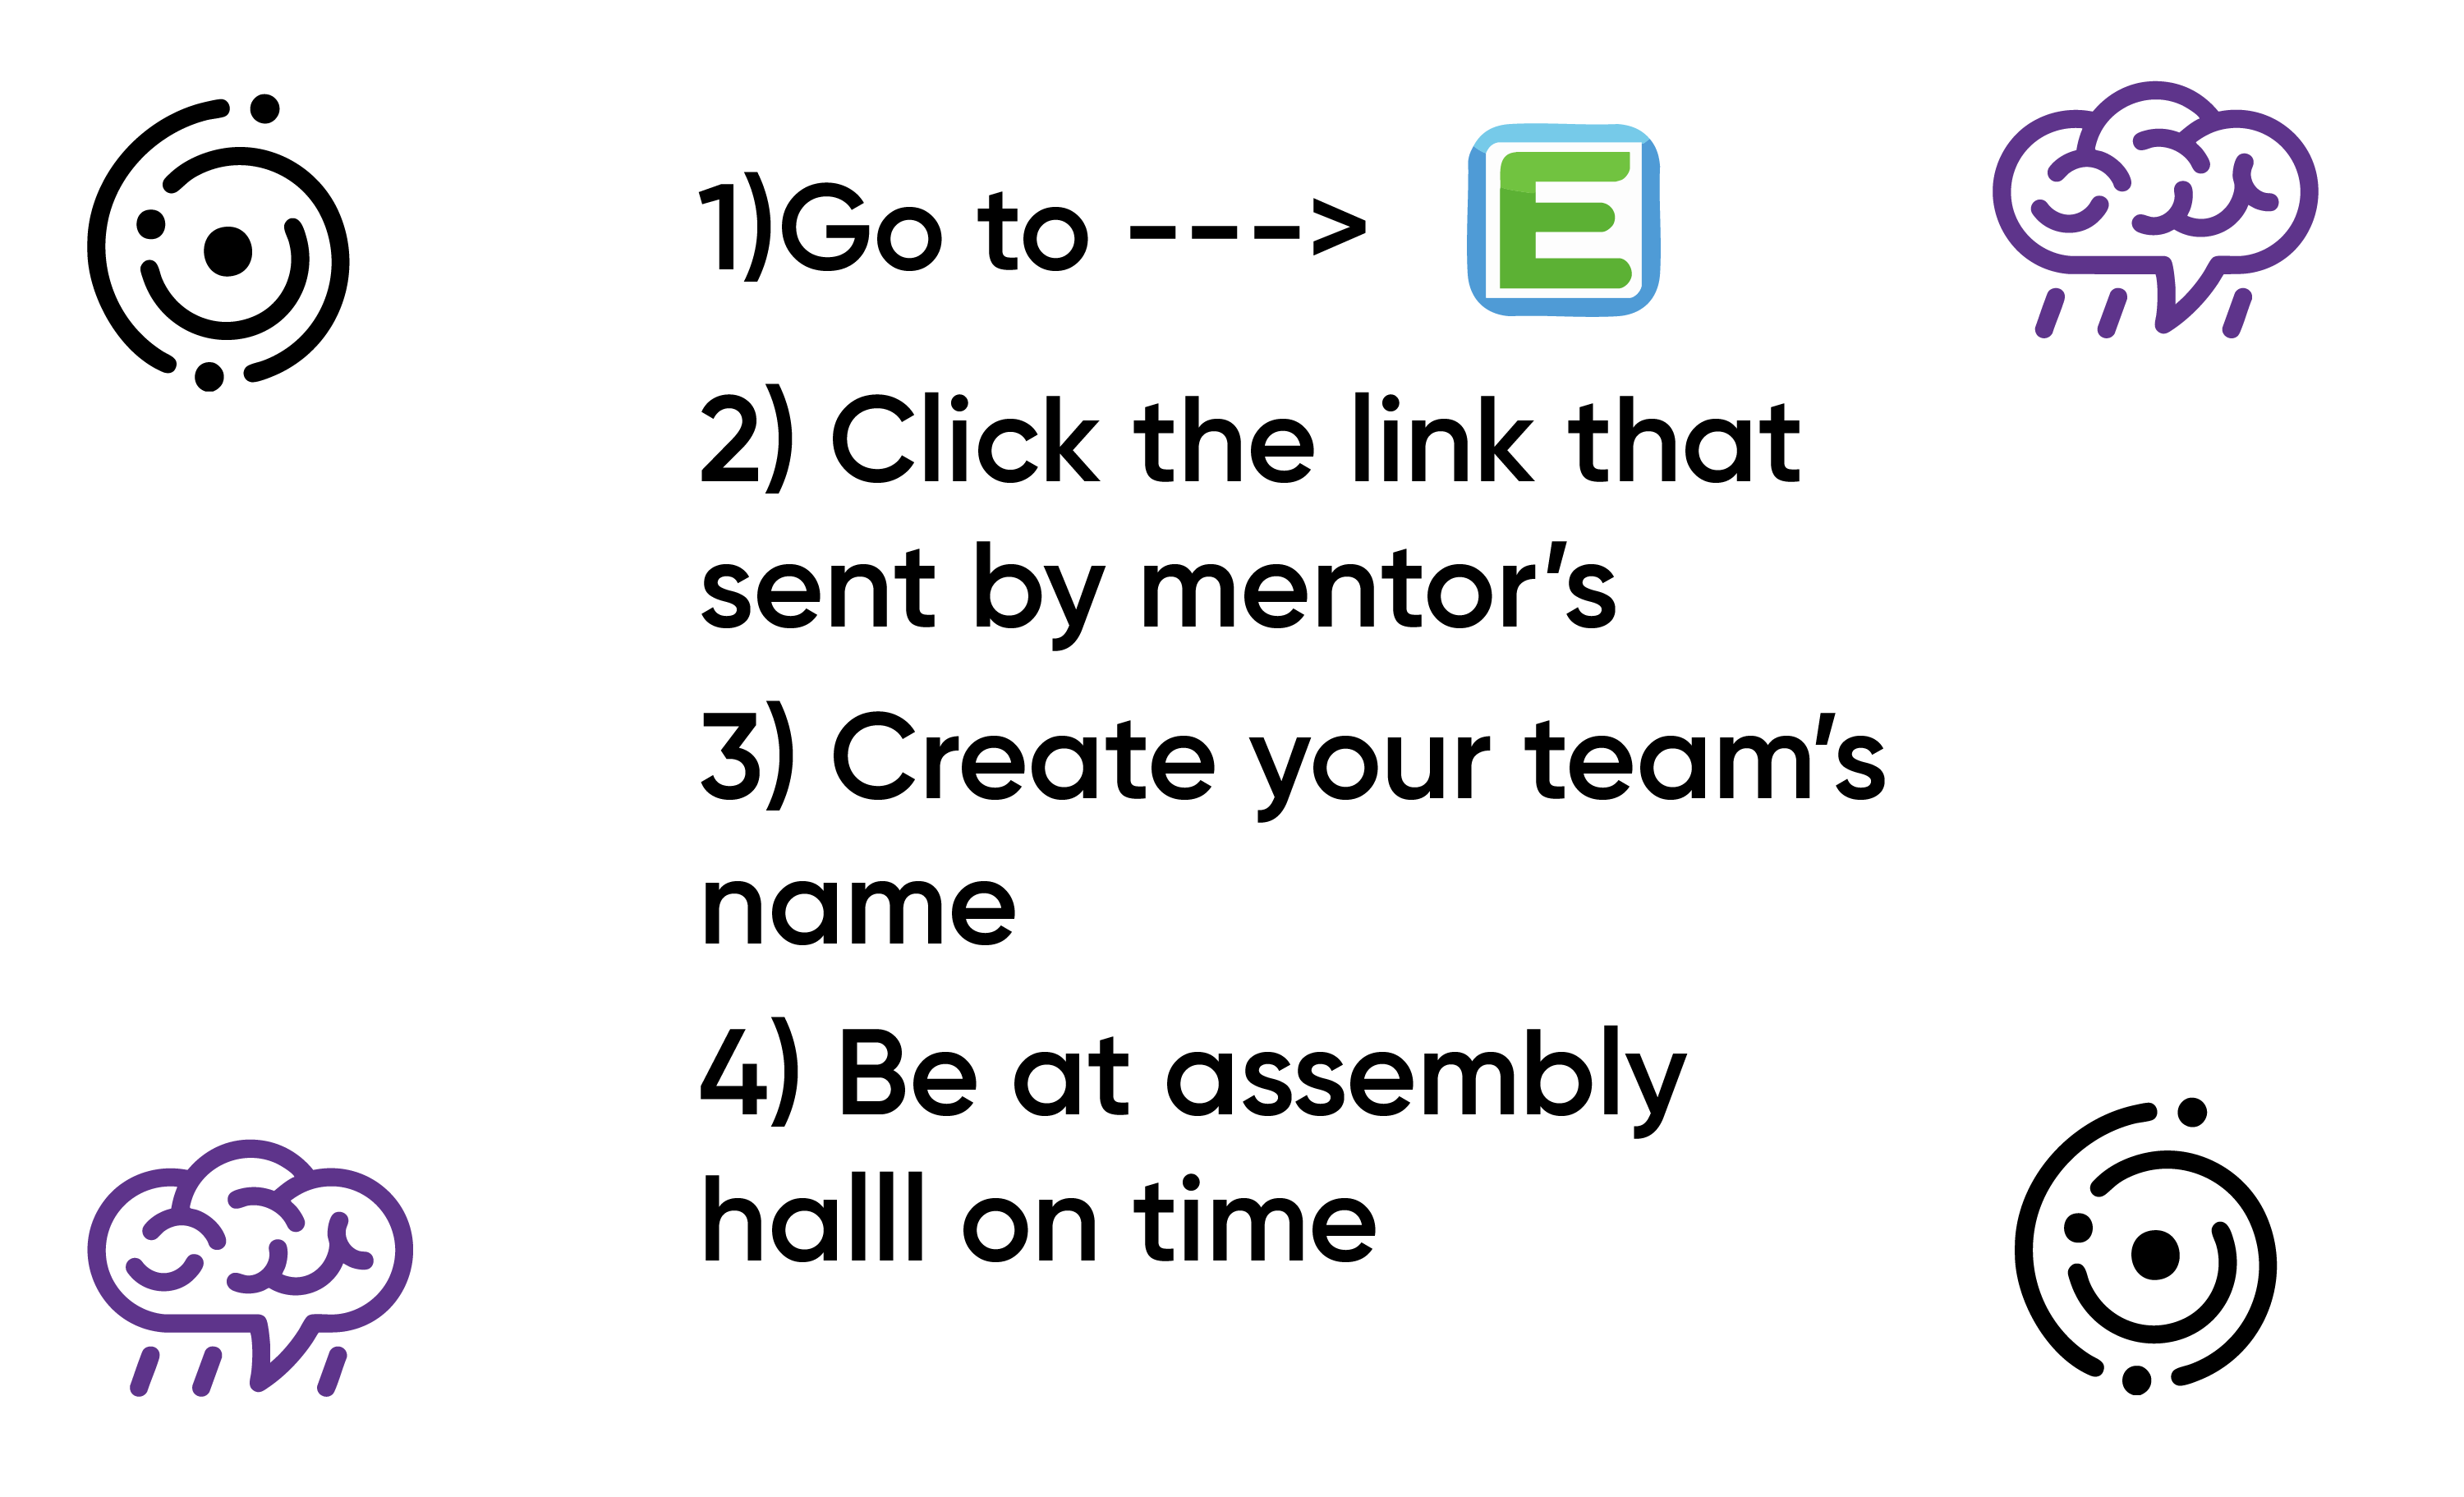 1)Go to ---> E
2) Click the link that
sent by mentor’s
3) Create your team’s
name
4) Be at assembly
halll on time